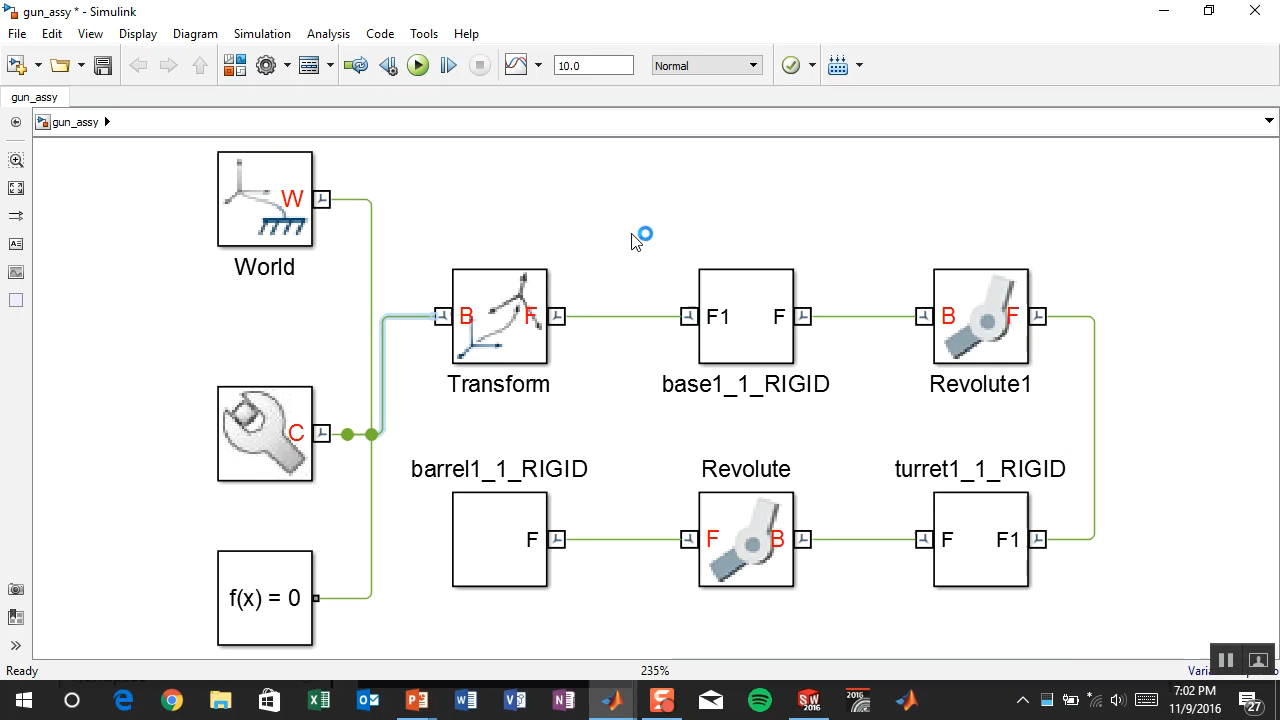 gun_assy * - Simulink
File Edit View Display Diagram Simulation Analysis Code Tools Help
10.0 Normal
gun_assy
gun_assy
W
World
B F
Transform
F1 F
base1_1_RIGID
B F
Revolute1
C
barrel1_1_RIGID
F
Revolute
F B
turret1_1_RIGID
F F1
f(x) = 0
Ready 235%
7:02 PM
11/9/2016
27
2016